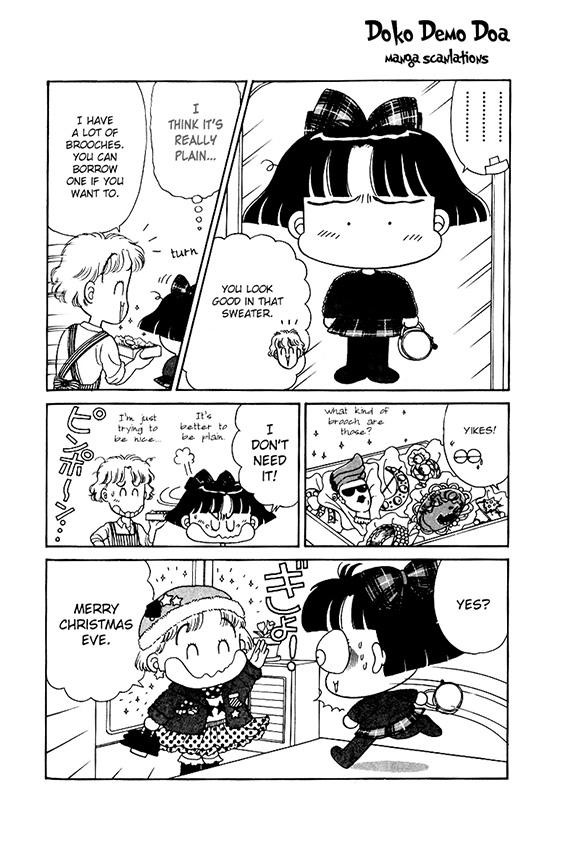 Doko Demo Doa
manga scanlations
..........
YOU LOOK
GOOD IN THAT
SWEATER.
I
THINK IT'S
REALLY
PLAIN...
I HAVE
A LOT OF
BROOCHES.
YOU CAN
BORROW
ONE IF YOU
WANT TO.
turn
YIKES!
What kind of
brooch are
those?
I
DON'T
NEED
IT!
It's
better to
be plain.
I'm just
trying to
be nice...
ピンポーン…
YES?
ぎょっ!
MERRY
CHRISTMAS
EVE.